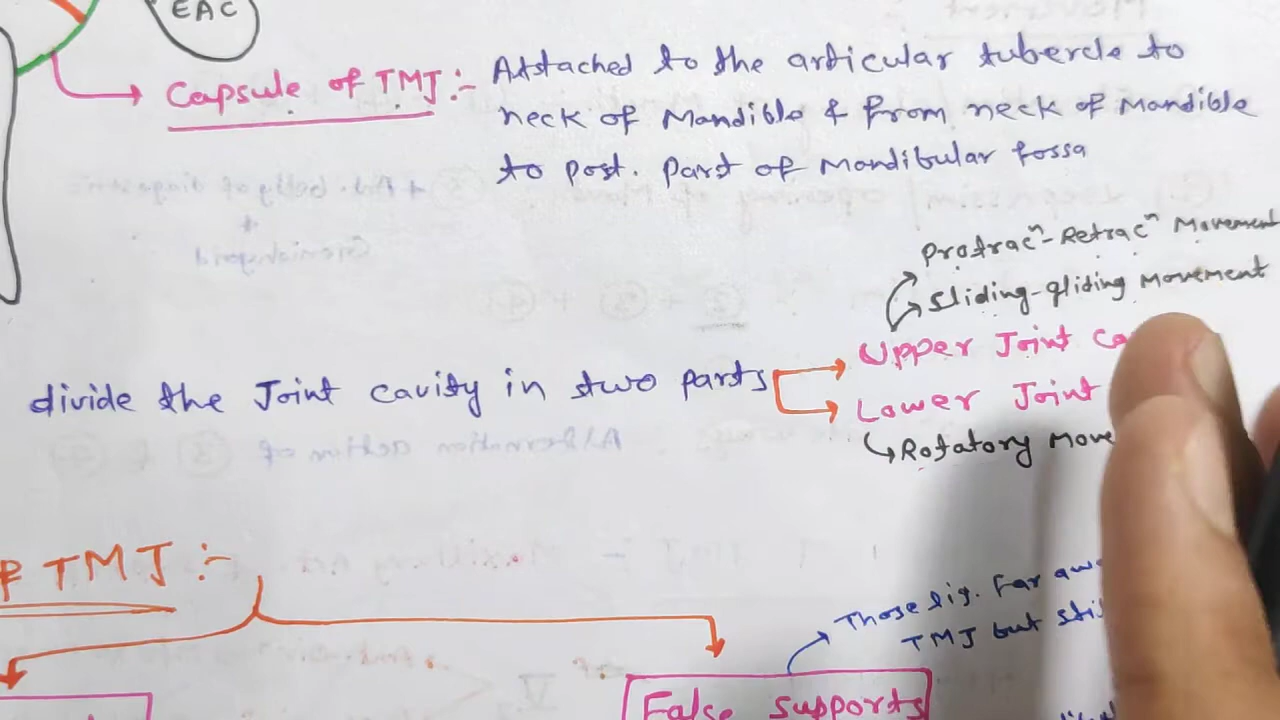 EAC
Capsule of TMJ :- Attached to the articular tubercle to
neck of Mandible & from neck of Mandible
to post. part of Mandibular fossa
Protracⁿ-Retracⁿ Movement
Sliding-gliding Movement
Upper Joint
divide the Joint cavity in two parts
Lower Joint
Rotatory
TMJ :-
Those lig. far
TMJ but
False supports